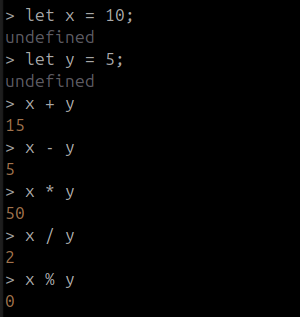 > let x = 10;
undefined
> let y = 5;
undefined
> x + y
15
> x - y
5
> x * y
50
> x / y
2
> x % y
0